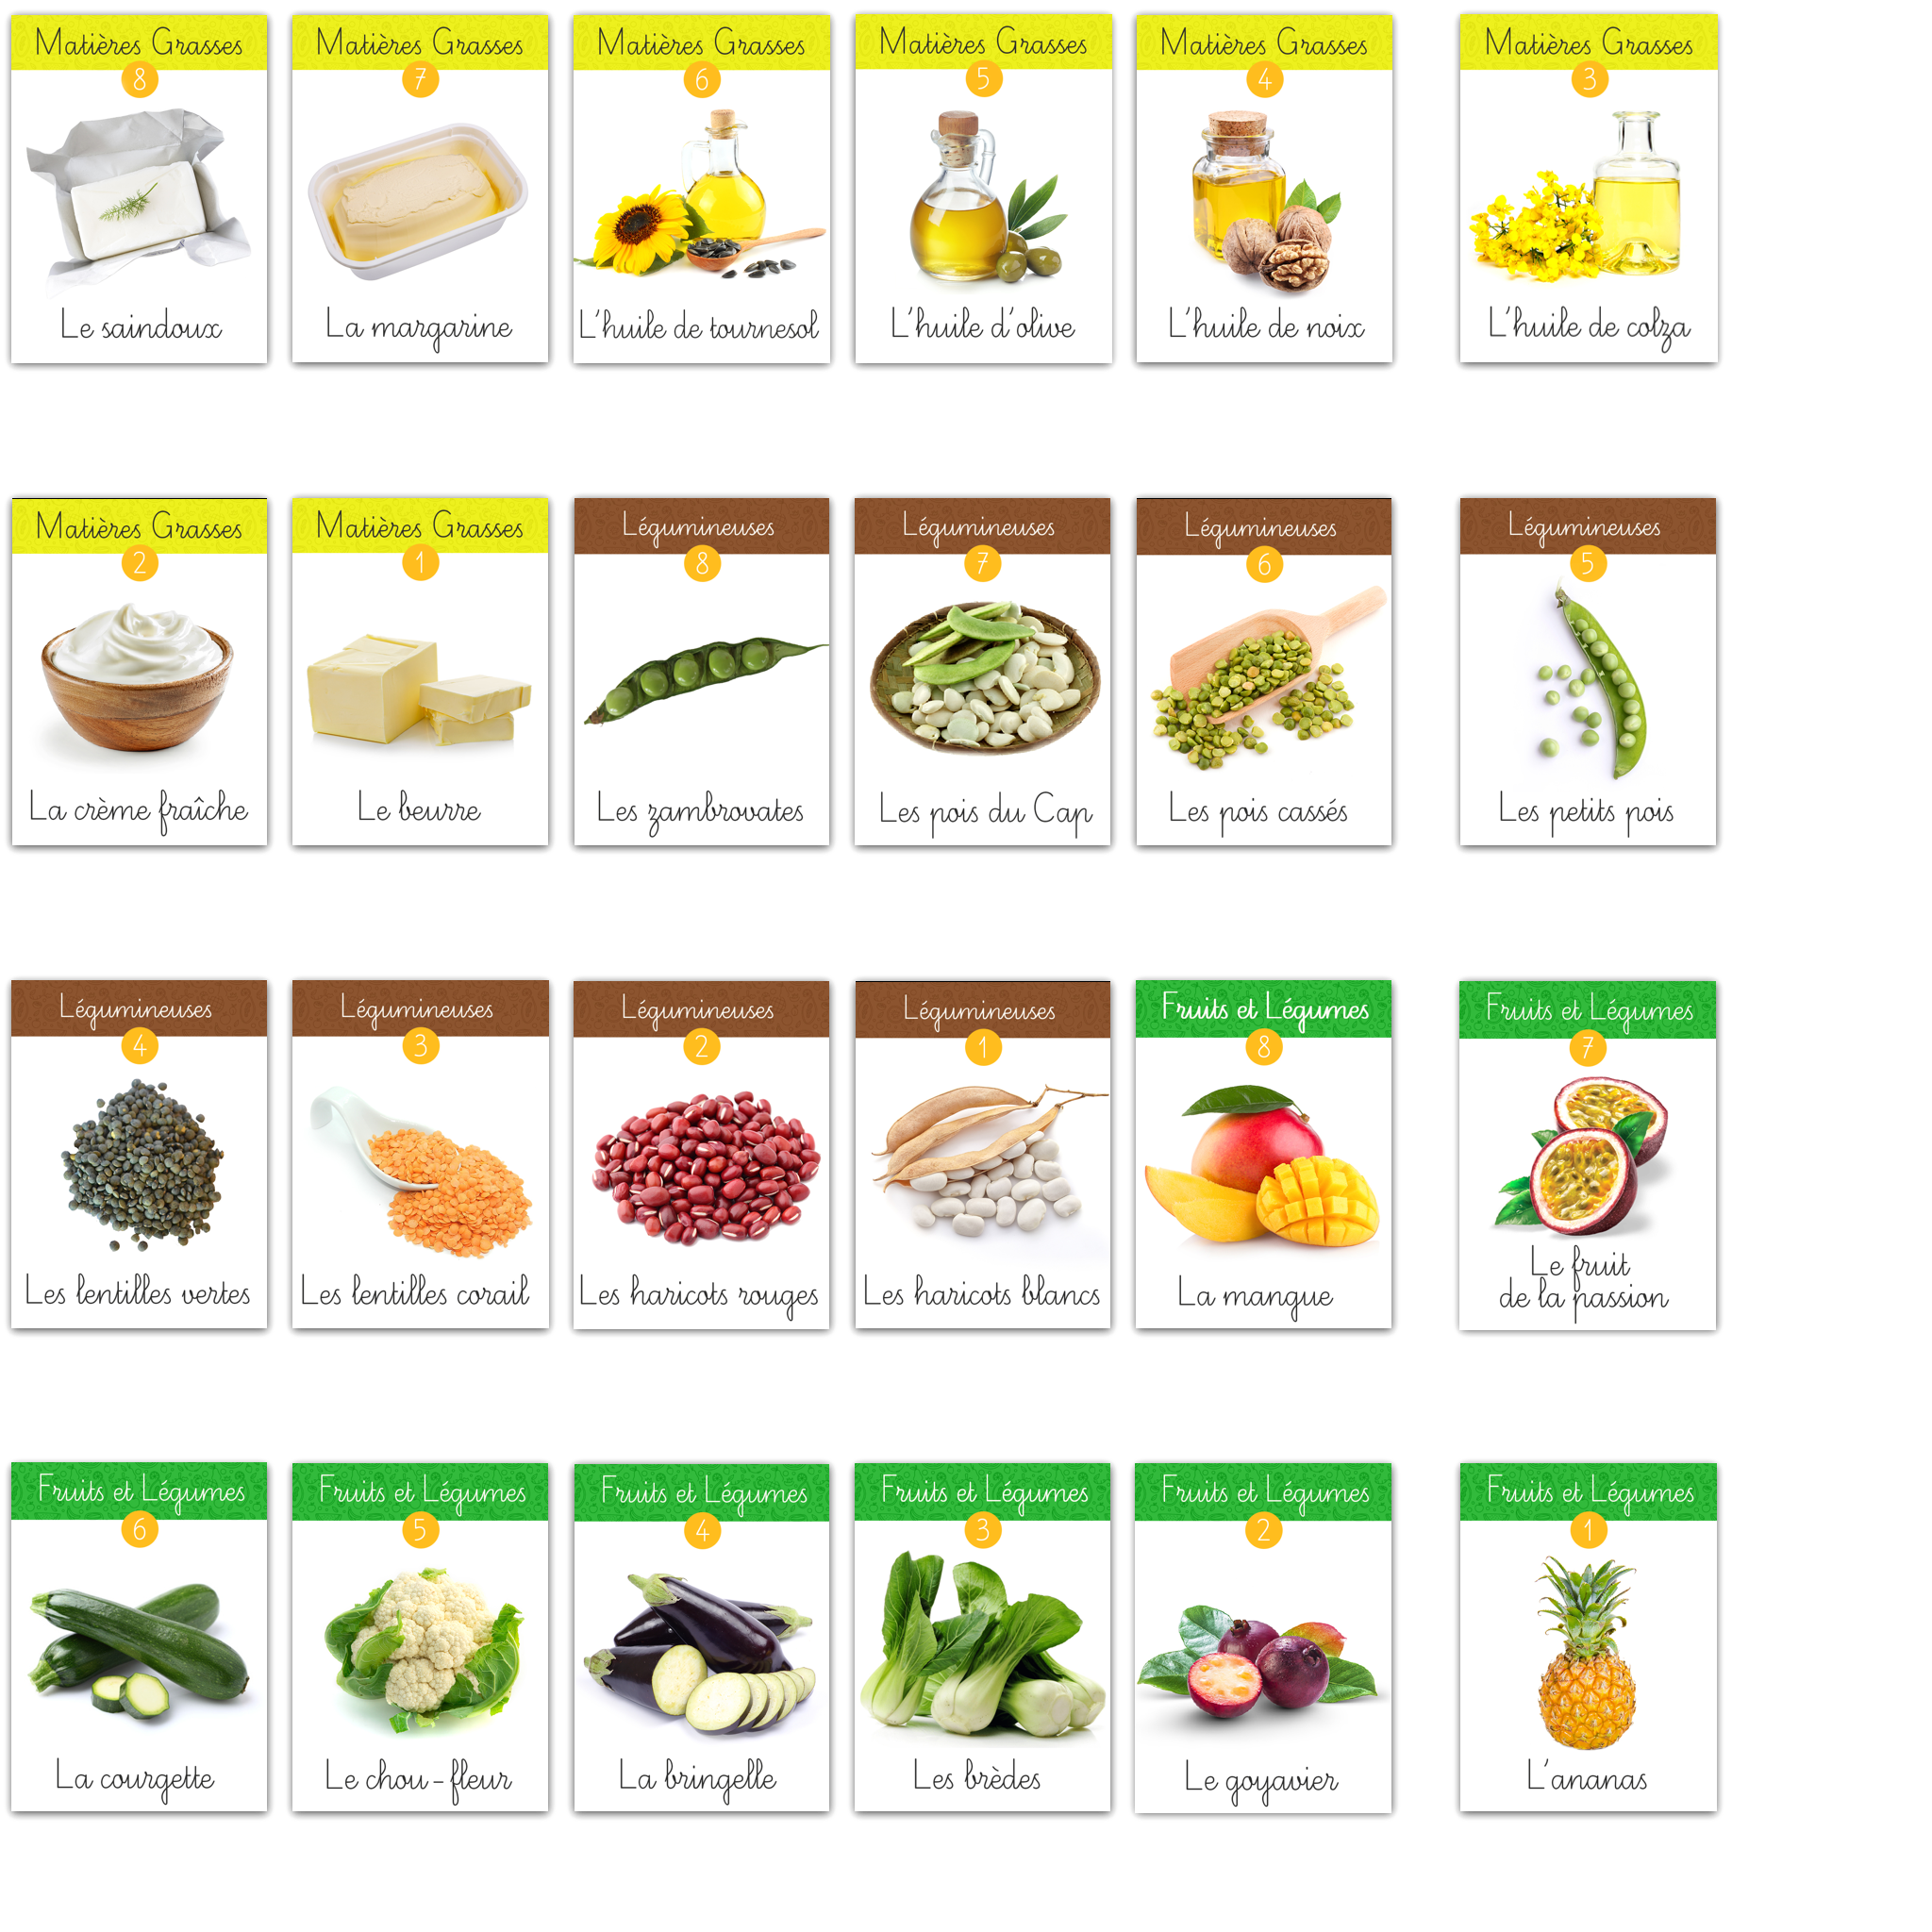 Matières Grasses
8
Le saindoux
Matières Grasses
7
La margarine
Matières Grasses
6
L'huile de tournesol
Matières Grasses
5
L'huile d'olive
Matières Grasses
4
L'huile de noix
Matières Grasses
3
L'huile de colza
Matières Grasses
2
La crème fraîche
Matières Grasses
1
Le beurre
Légumineuses
8
Les zambrovates
Légumineuses
7
Les pois du Cap
Légumineuses
6
Les pois cassés
Légumineuses
5
Les petits pois
Légumineuses
4
Les lentilles vertes
Légumineuses
3
Les lentilles corail
Légumineuses
2
Les haricots rouges
Légumineuses
1
Les haricots blancs
Fruits et Légumes
8
La mangue
Fruits et Légumes
7
Le fruit
de la passion
Fruits et Légumes
6
La courgette
Fruits et Légumes
5
Le chou-fleur
Fruits et Légumes
4
La bringelle
Fruits et Légumes
3
Les brèdes
Fruits et Légumes
2
Le goyavier
Fruits et Légumes
1
L'ananas